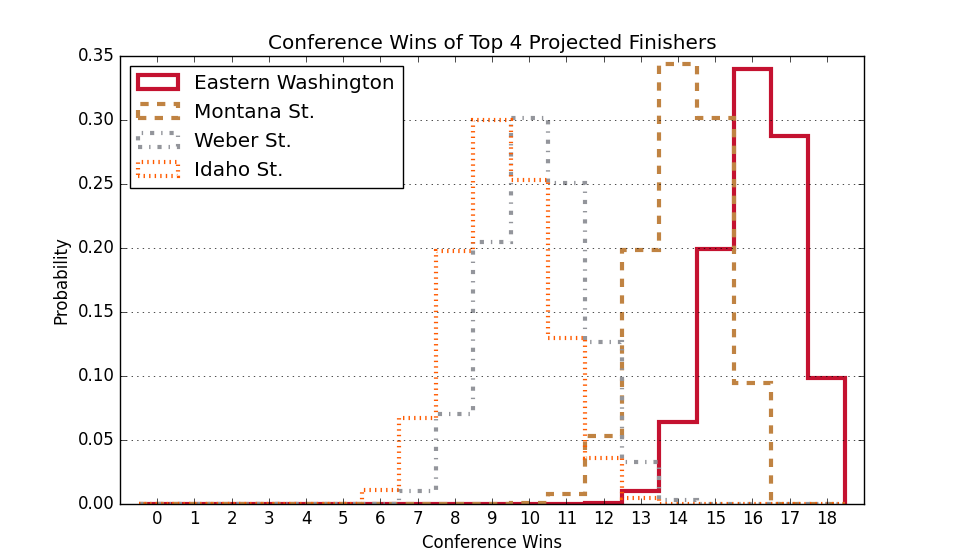 Conference Wins of Top 4 Projected Finishers
Eastern Washington
Montana St.
Weber St.
Idaho St.
0.35
0.30
0.25
0.20
0.15
0.10
0.05
0.00
Probability
0 1 2 3 4 5 6 7 8 9 10 11 12 13 14 15 16 17 18
Conference Wins